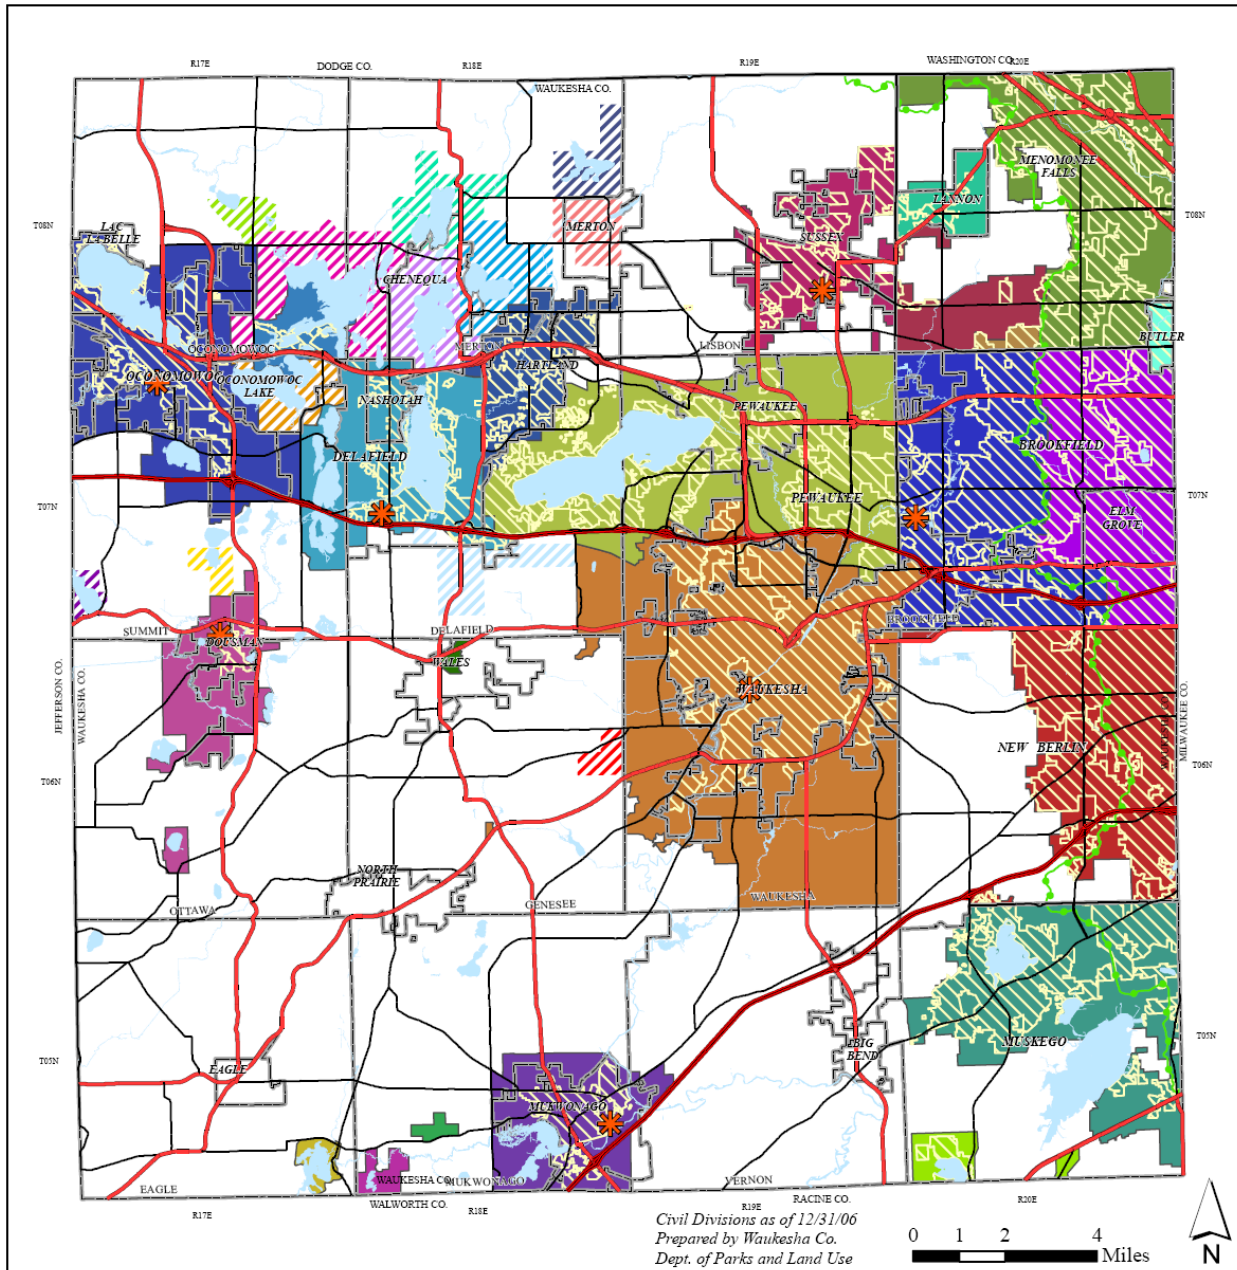 R17E
DODGE CO.
R18E
R19E
WASHINGTON CO.
R20E
WAUKESHA CO.
MENOMONEE
FALLS
LANNON
T08N
T08N
LAC
LA BELLE
MERTON
SUSSEX
CHENEQUA
BUTLER
OCONOMOWOC
MERTON
LISBON
HARTLAND
OCONOMOWOC
OCONOMOWOC
LAKE
NASHOTAH
PEWAUKEE
BROOKFIELD
DELAFIELD
PEWAUKEE
T07N
T07N
ELM
GROVE
SUMMIT
DELAFIELD
BROOKFIELD
DOUSMAN
WALES
WAUKESHA
JEFFERSON CO.
WAUKESHA CO.
WAUKESHA CO.
MILWAUKEE CO.
NEW BERLIN
T06N
T06N
NORTH
PRAIRIE
OTTAWA
GENESEE
WAUKESHA
T05N
T05N
BIG
BEND
MUSKEGO
EAGLE
MUKWONAGO
WAUKESHA CO.
EAGLE
MUKWONAGO
VERNON
WALWORTH CO.
RACINE CO.
R17E
R18E
R19E
R20E
Civil Divisions as of 12/31/06
Prepared by Waukesha Co.
Dept. of Parks and Land Use
0 1 2 4
Miles
N